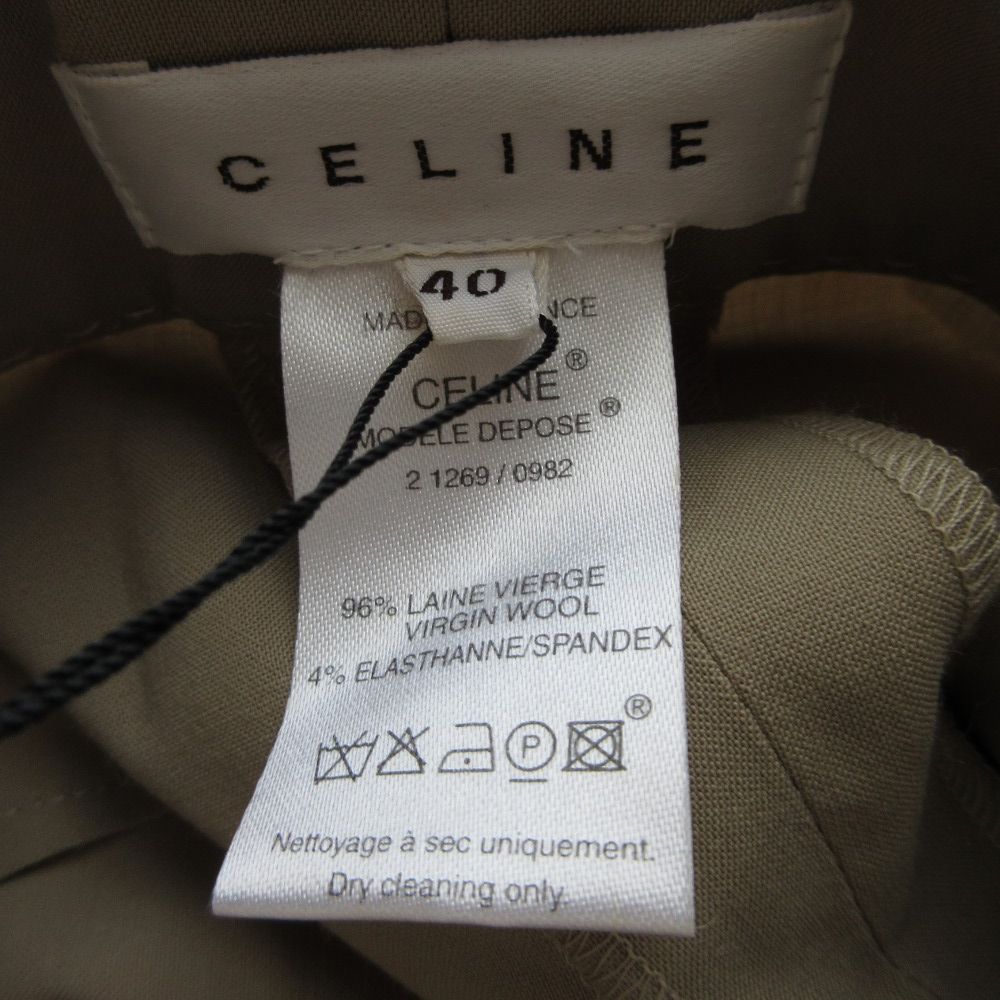 CELINE
40
CELINE®
MODELE DEPOSE®
2 1269 / 0982
96% LAINE VIERGE
VIRGIN WOOL
4% ELASTHANNE/SPANDEX
P ®
Nettoyage à sec uniquement.
Dry cleaning only.